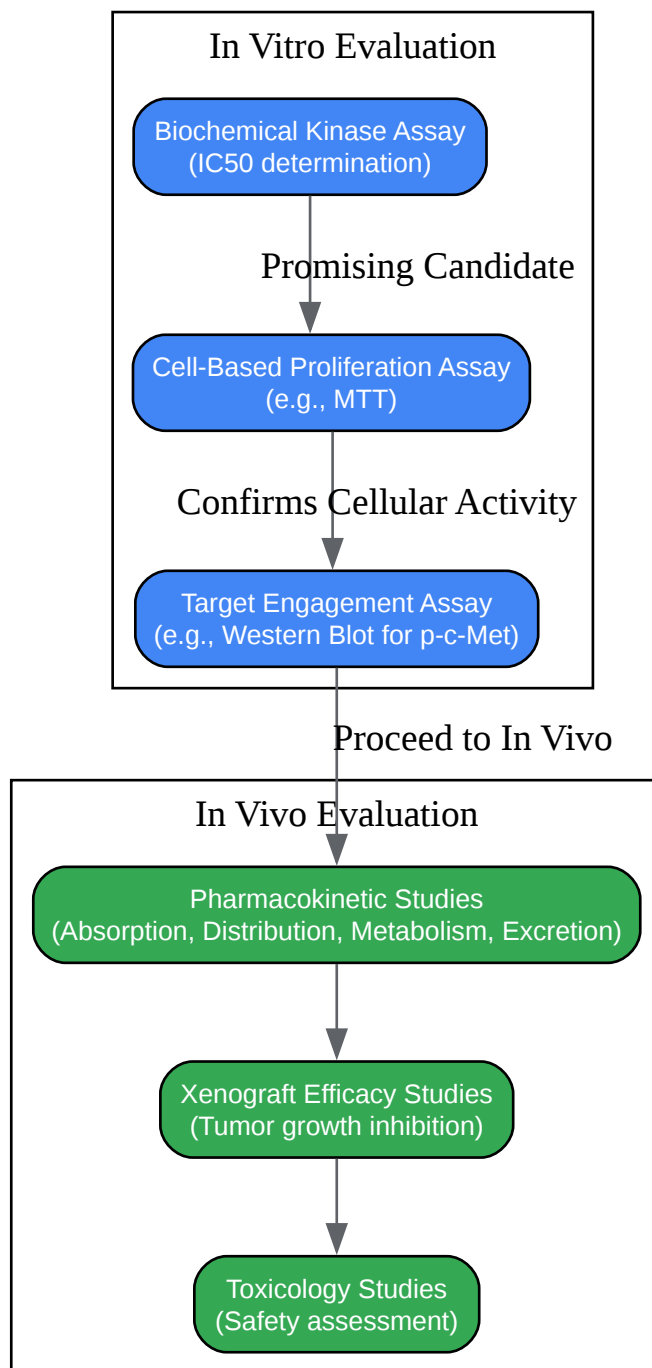 In Vitro Evaluation
Biochemical Kinase Assay
(IC50 determination)
Promising Candidate
Cell-Based Proliferation Assay
(e.g., MTT)
Confirms Cellular Activity
Target Engagement Assay
(e.g., Western Blot for p-c-Met)
Proceed to In Vivo
In Vivo Evaluation
Pharmacokinetic Studies
(Absorption, Distribution, Metabolism, Excretion)
Xenograft Efficacy Studies
(Tumor growth inhibition)
Toxicology Studies
(Safety assessment)